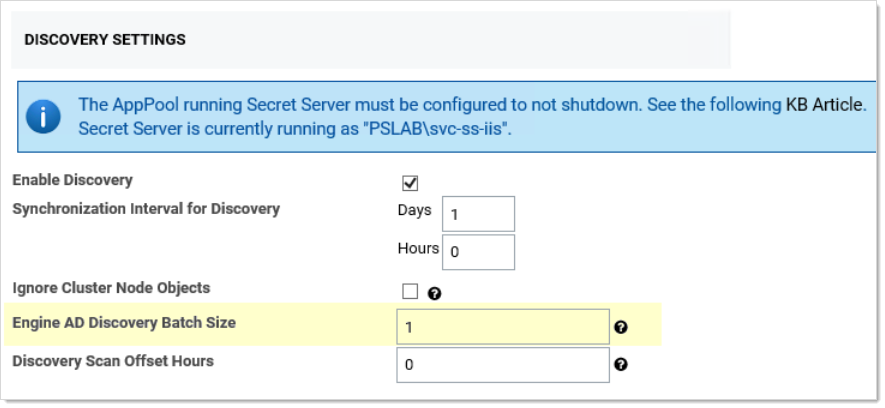 DISCOVERY SETTINGS
The AppPool running Secret Server must be configured to not shutdown. See the following KB Article.
Secret Server is currently running as "PSLAB\svc-ss-iis".
Enable Discovery
Synchronization Interval for Discovery Days 1
Hours 0
Ignore Cluster Node Objects
Engine AD Discovery Batch Size 1
Discovery Scan Offset Hours 0